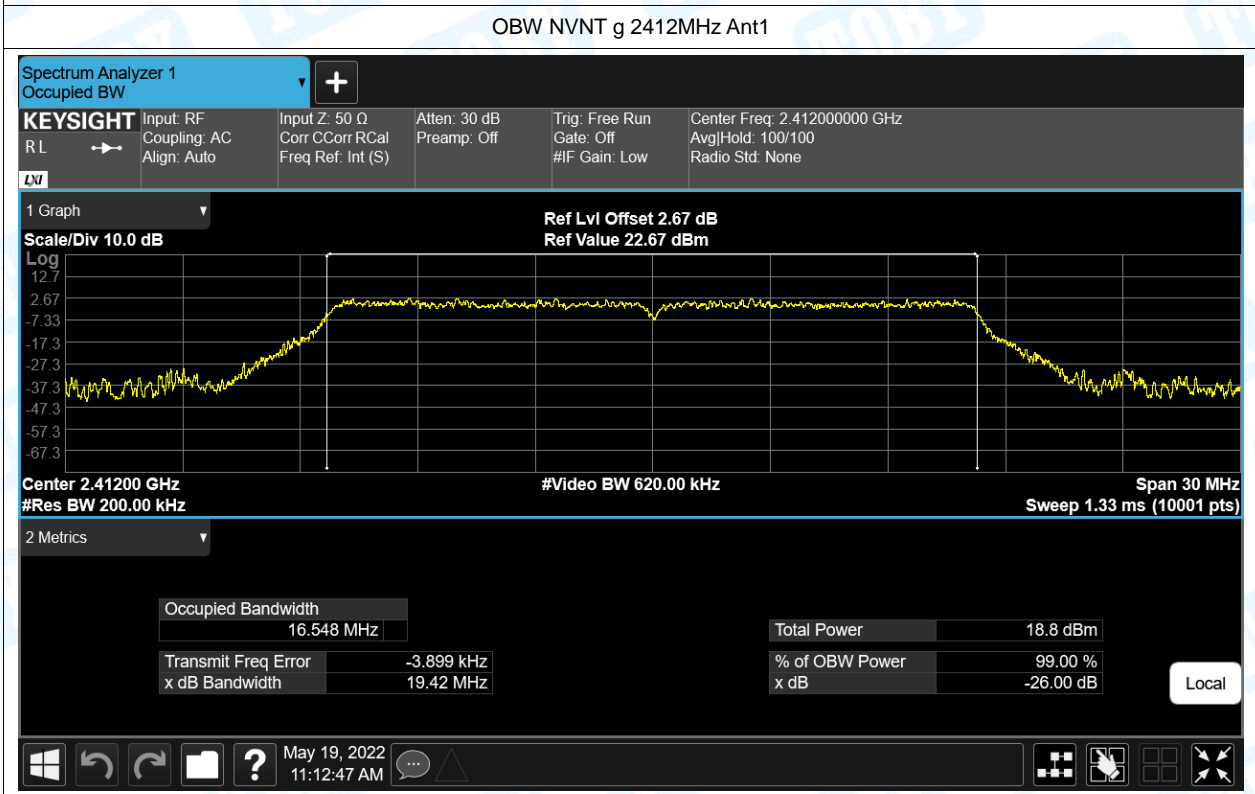 OBW NVNT g 2412MHz Ant1
Spectrum Analyzer 1
Occupied BW
KEYSIGHT
R L
LXI
Input: RF
Coupling: AC
Align: Auto
Input Z: 50 Ω
Corr CCorr RCal
Freq Ref: Int (S)
Atten: 30 dB
Preamp: Off
Trig: Free Run
Gate: Off
#IF Gain: Low
Center Freq: 2.412000000 GHz
Avg|Hold: 100/100
Radio Std: None
1 Graph
Scale/Div 10.0 dB
Ref Lvl Offset 2.67 dB
Ref Value 22.67 dBm
Log
12.7
2.67
-7.33
-17.3
-27.3
-37.3
-47.3
-57.3
-67.3
Center 2.41200 GHz
#Res BW 200.00 kHz
#Video BW 620.00 kHz
Span 30 MHz
Sweep 1.33 ms (10001 pts)
2 Metrics
Occupied Bandwidth
16.548 MHz
Total Power 18.8 dBm
Transmit Freq Error -3.899 kHz
% of OBW Power 99.00 %
x dB Bandwidth 19.42 MHz
x dB -26.00 dB
Local
May 19, 2022
11:12:47 AM